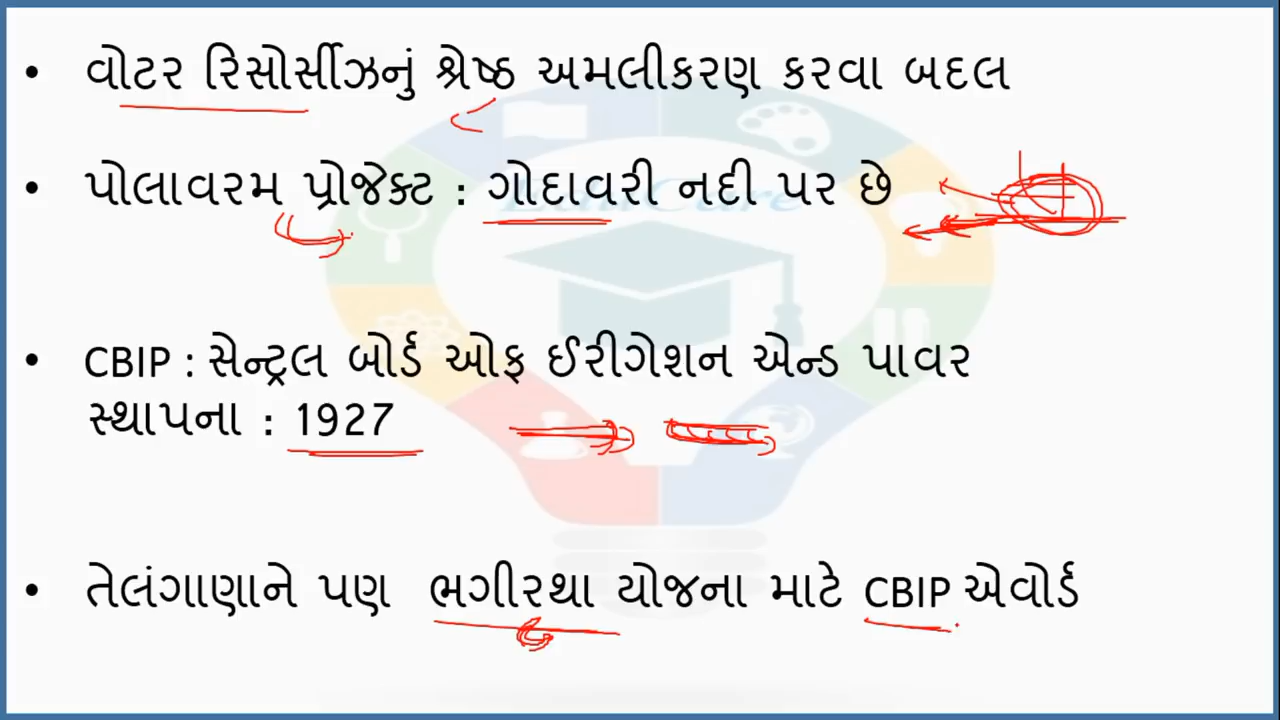 • વોટર રિસોર્સીઝનું શ્રેષ્ઠ અમલીકરણ કરવા બદલ
• પોલાવરમ પ્રોજેક્ટ : ગોદાવરી નદી પર છે
• CBIP : સેન્ટ્રલ બોર્ડ ઓફ ઈરીગેશન એન્ડ પાવર
સ્થાપના : 1927
• તેલંગાણાને પણ ભગીરથા યોજના માટે CBIP એવોર્ડ